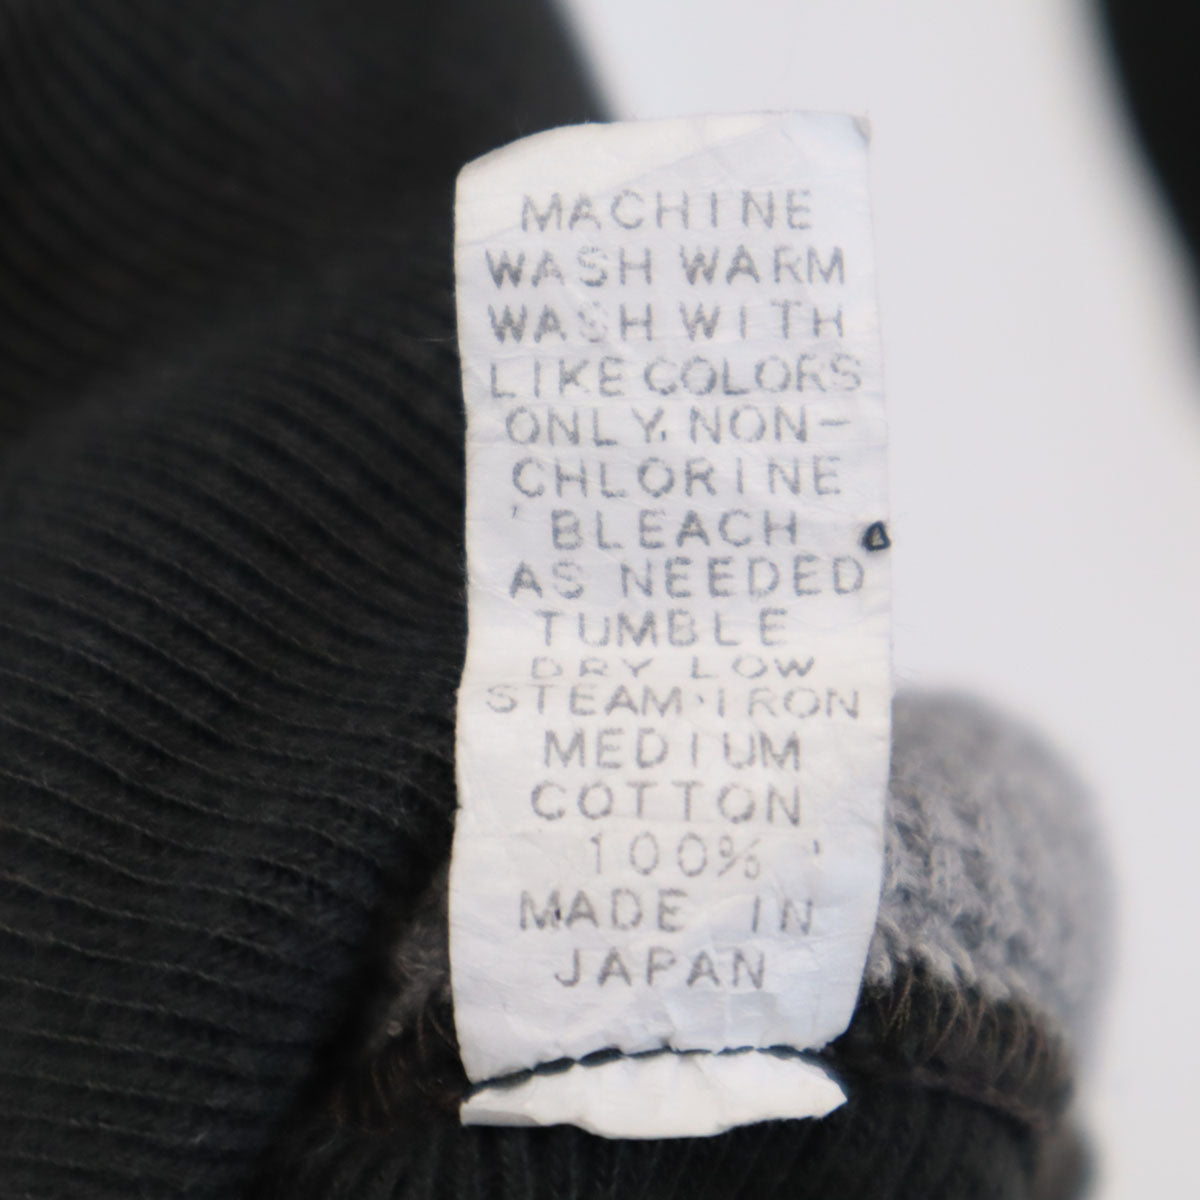 MACHINE
WASH WARM
WASH WITH
LIKE COLORS
ONLY, NON-
CHLORINE
BLEACH
AS NEEDED
TUMBLE
DRY LOW
STEAM・IRON
MEDIUM
COTTON
100%
MADE IN
JAPAN